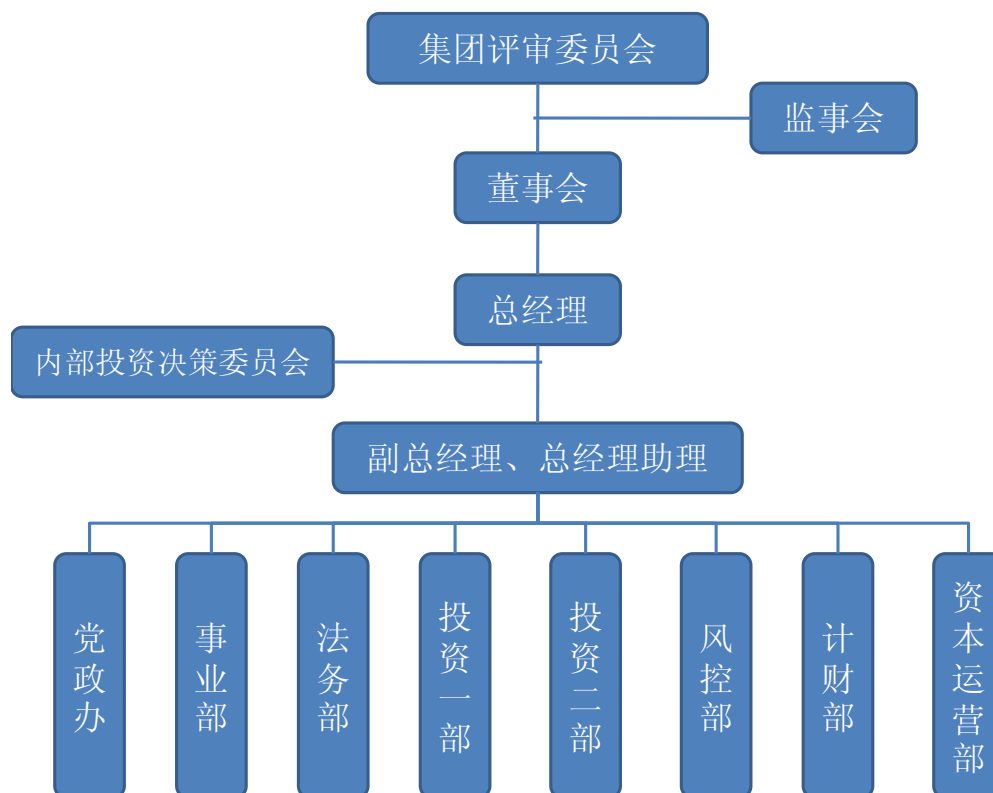 集团评审委员会
监事会
董事会
总经理
内部投资决策委员会
副总经理、总经理助理
党政办
事业部
法务部
投资一部
投资二部
风控部
计财部
资本运营部